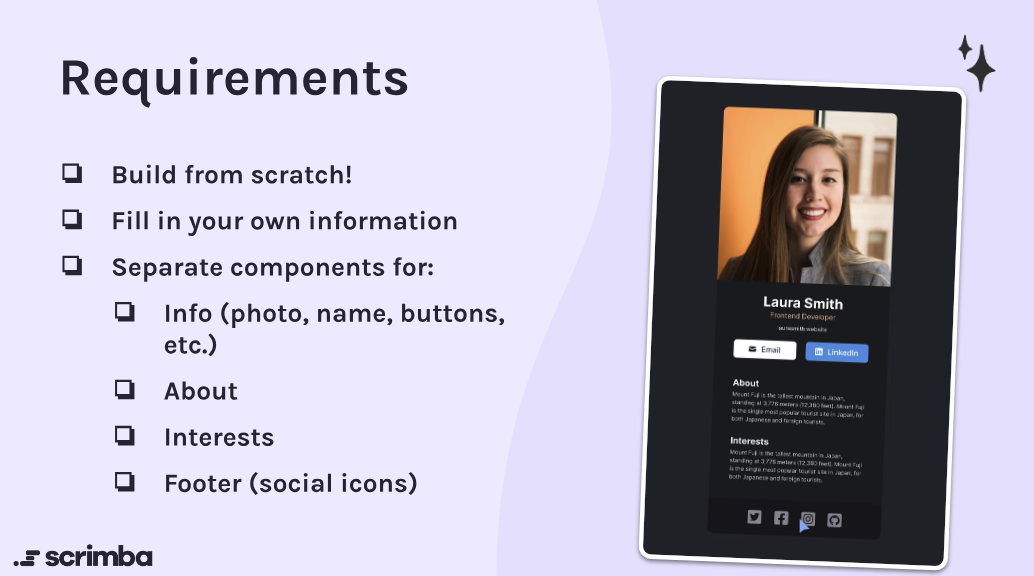 Requirements
Build from scratch!
Fill in your own information
Separate components for:
Info (photo, name, buttons,
etc.)
About
Interests
Footer (social icons)
scrimba
Laura Smith
Frontend Developer
Email
LinkedIn
About
Mount Fuji is the tallest mountain in Japan,
standing at 3,776 meters (12,380 feet). Mount Fuji
is the single most popular tourist site in Japan, for
both Japanese and foreign tourists.
Interests
Mount Fuji is the tallest mountain in Japan,
standing at 3,776 meters (12,380 feet). Mount Fuji
is the single most popular tourist site in Japan, for
both Japanese and foreign tourists.